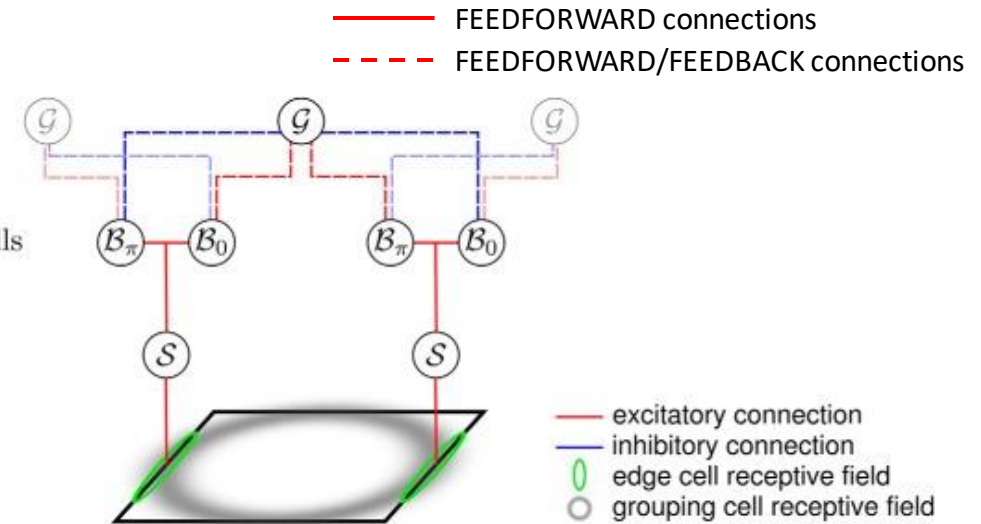 FEEDFORWARD connections
FEEDFORWARD/FEEDBACK connections
𝒢 𝒢 𝒢
lls
ℬπ ℬ0 ℬπ ℬ0
𝒮 𝒮
excitatory connection
inhibitory connection
edge cell receptive field
grouping cell receptive field